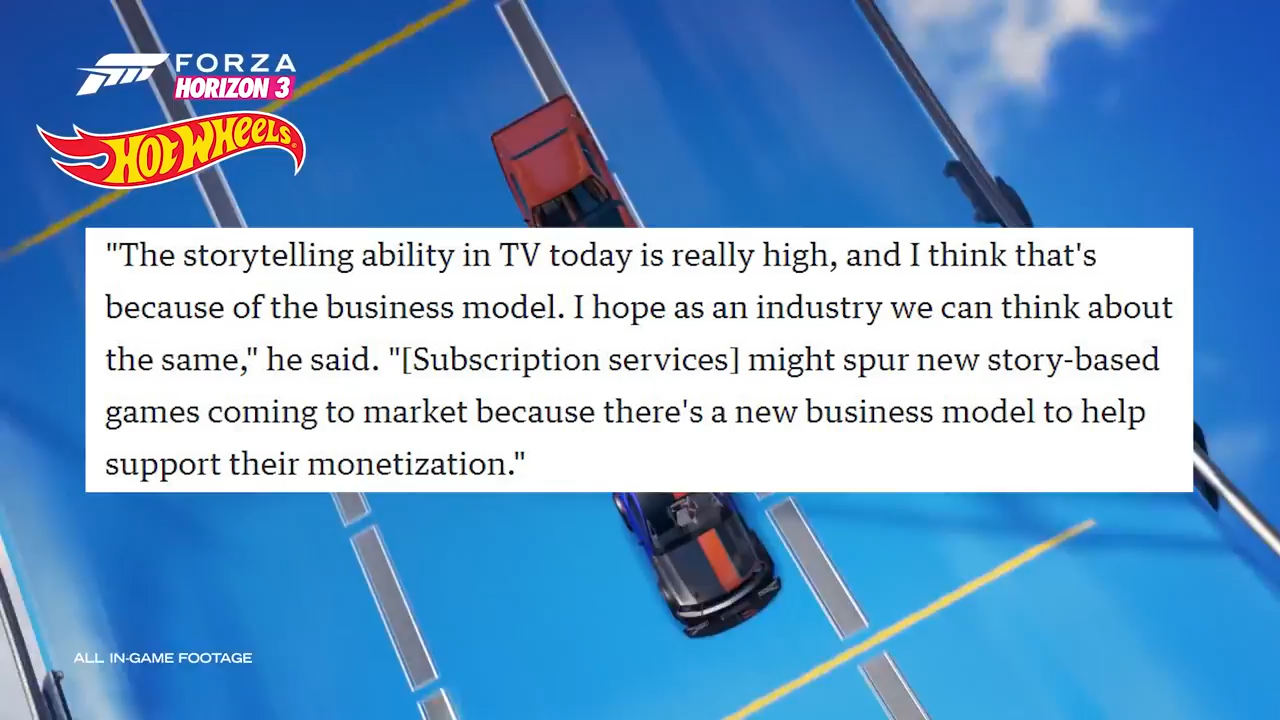 FORZA
HORIZON 3
HOT WHEELS
"The storytelling ability in TV today is really high, and I think that's
because of the business model. I hope as an industry we can think about
the same," he said. "[Subscription services] might spur new story-based
games coming to market because there's a new business model to help
support their monetization."
ALL IN-GAME FOOTAGE